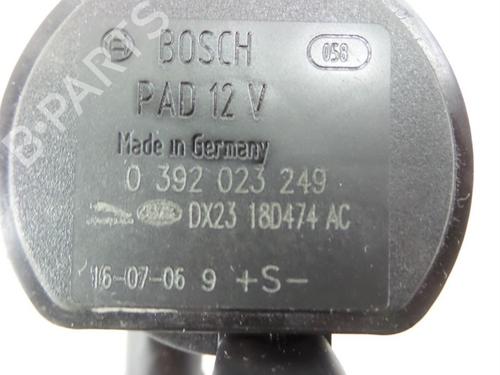 BOSCH 058
PAD 12 V
Made in Germany
0 392 023 249
DX23 18D474 AC
16-07-06 9 +S-
B-PARTS